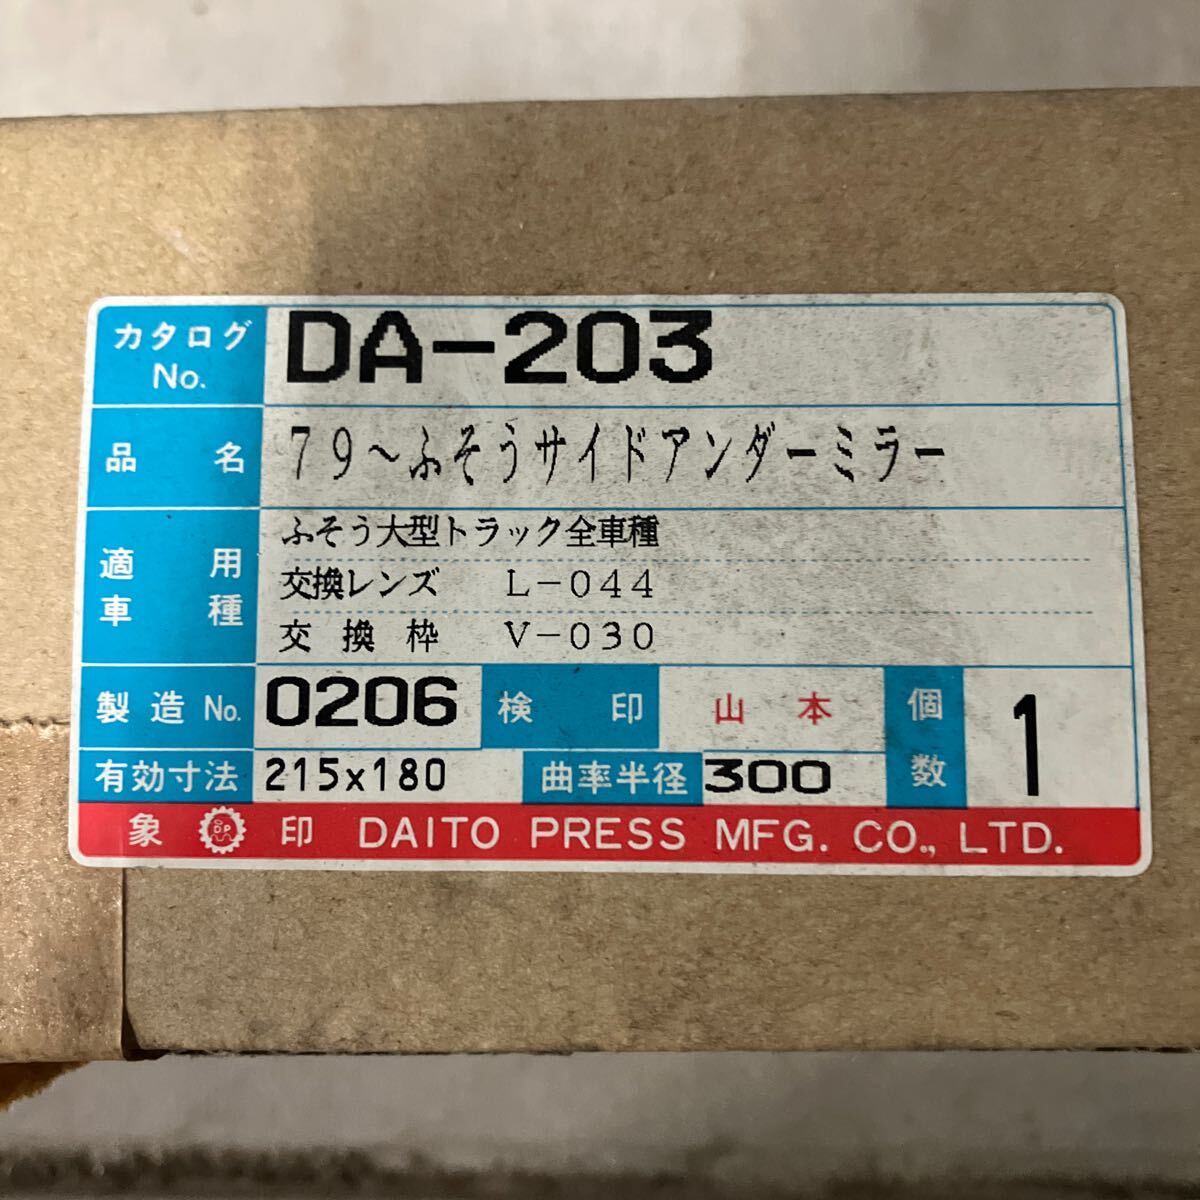 カタログ No. DA-203
品名 79～ふそうサイドアンダーミラー
適用車種 ふそう大型トラック全車種
交換レンズ L-044
交換枠 V-030
製造No. 0206 検印 山本 個数 1
有効寸法 215x180 曲率半径 300
象 D.P 印 DAITO PRESS MFG. CO., LTD.